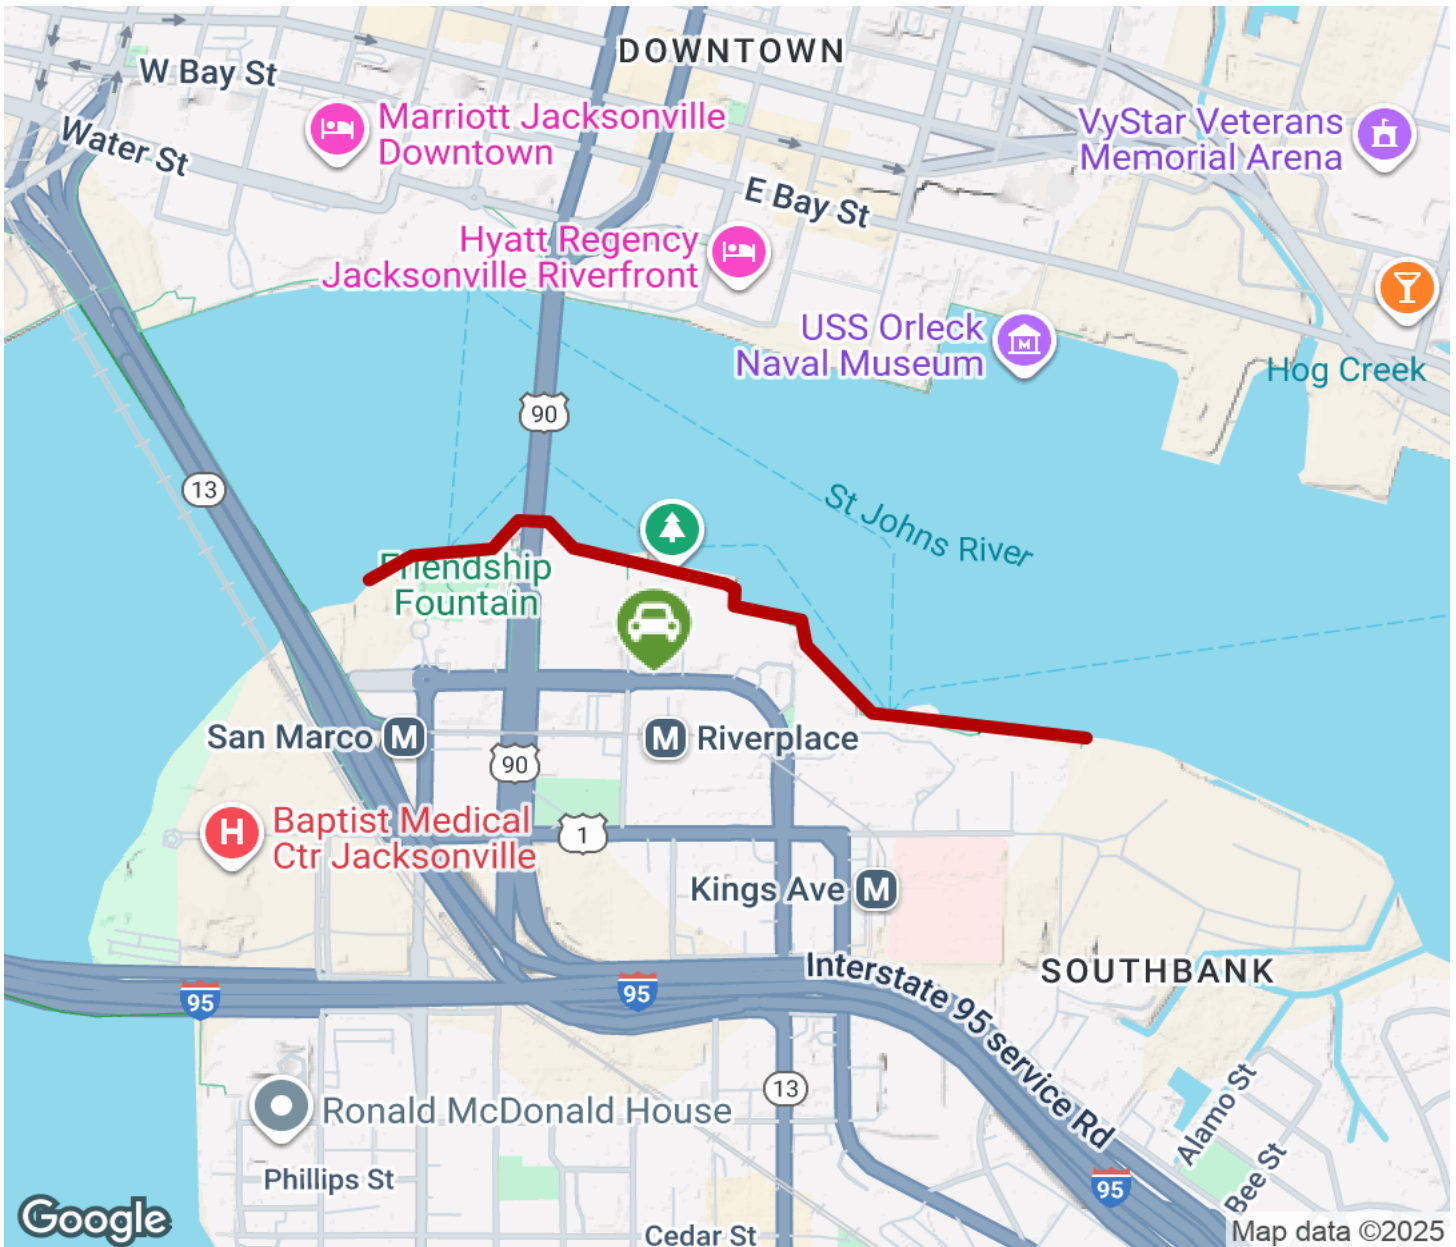 DOWNTOWN
W Bay St
Water St
Marriott Jacksonville
Downtown
VyStar Veterans
Memorial Arena
E Bay St
Hyatt Regency
Jacksonville Riverfront
USS Orleck
Naval Museum
M
Hog Creek
90
13
St Johns River
Friendship
Fountain
San Marco M
M Riverplace
90
H
Baptist Medical
Ctr Jacksonville
1
Kings Ave M
Interstate 95 service Rd
SOUTHBANK
95
95
13
Ronald McDonald House
Alamo St
Phillips St
Bee St
95
Google
Cedar St
Map data ©2025